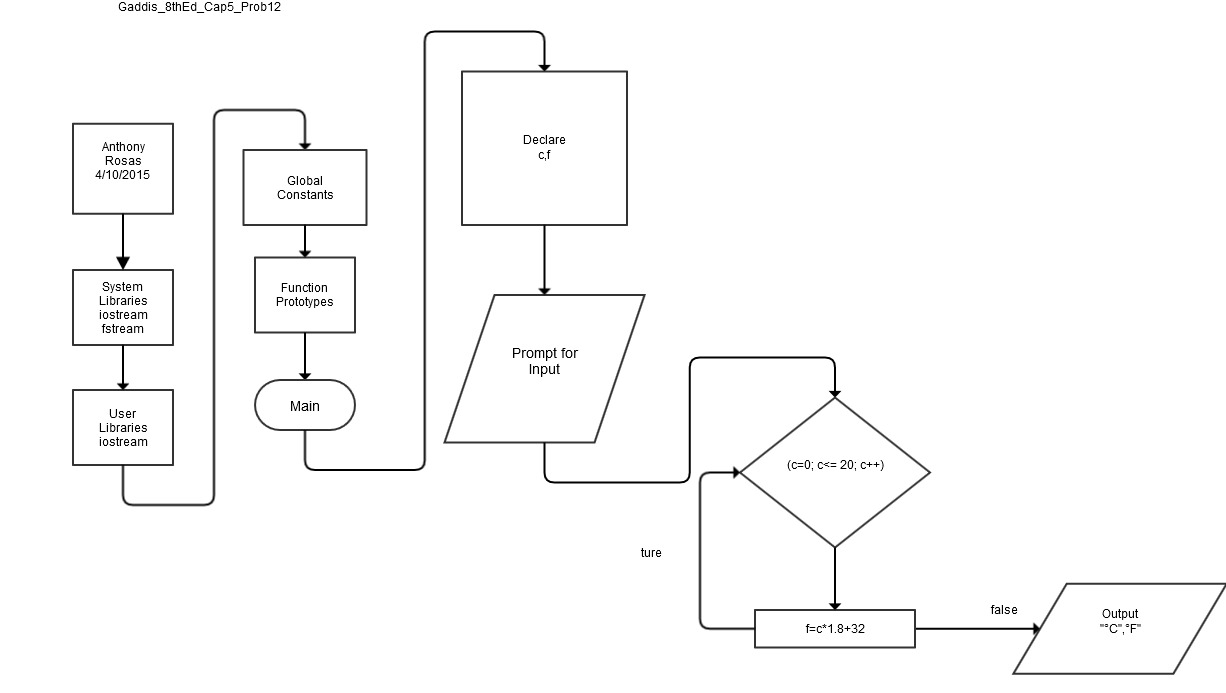 Gaddis_8thEd_Cap5_Prob12
Anthony
Rosas
4/10/2015
System
Libraries
iostream
fstream
User
Libraries
iostream
Global
Constants
Function
Prototypes
Main
Declare
c,f
Prompt for
Input
(c=0; c<= 20; c++)
ture
f=c*1.8+32
false
Output
"°C",°F"